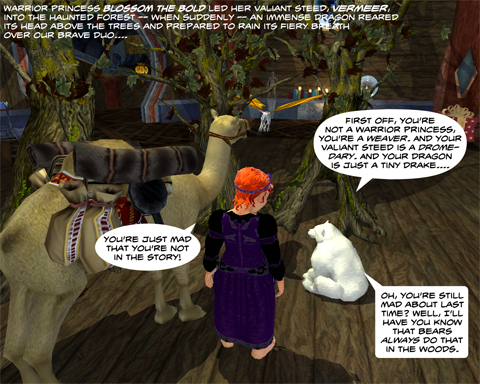 WARRIOR PRINCESS BLOSSOM THE BOLD LED HER VALIANT STEED, VERMEER,
INTO THE HAUNTED FOREST -- WHEN SUDDENLY -- AN IMMENSE DRAGON REARED
ITS HEAD ABOVE THE TREES AND PREPARED TO RAIN ITS FIERY BREATH
OVER OUR BRAVE DUO....
FIRST OFF, YOU'RE
NOT A WARRIOR PRINCESS,
YOU'RE A WEAVER. AND YOUR
VALIANT STEED IS A DROME-
DARY. AND YOUR DRAGON
IS JUST A TINY DRAKE....
YOU'RE JUST MAD
THAT YOU'RE NOT
IN THE STORY!
OH, YOU'RE STILL
MAD ABOUT LAST
TIME? WELL, I'LL
HAVE YOU KNOW
THAT BEARS
ALWAYS DO THAT
IN THE WOODS.